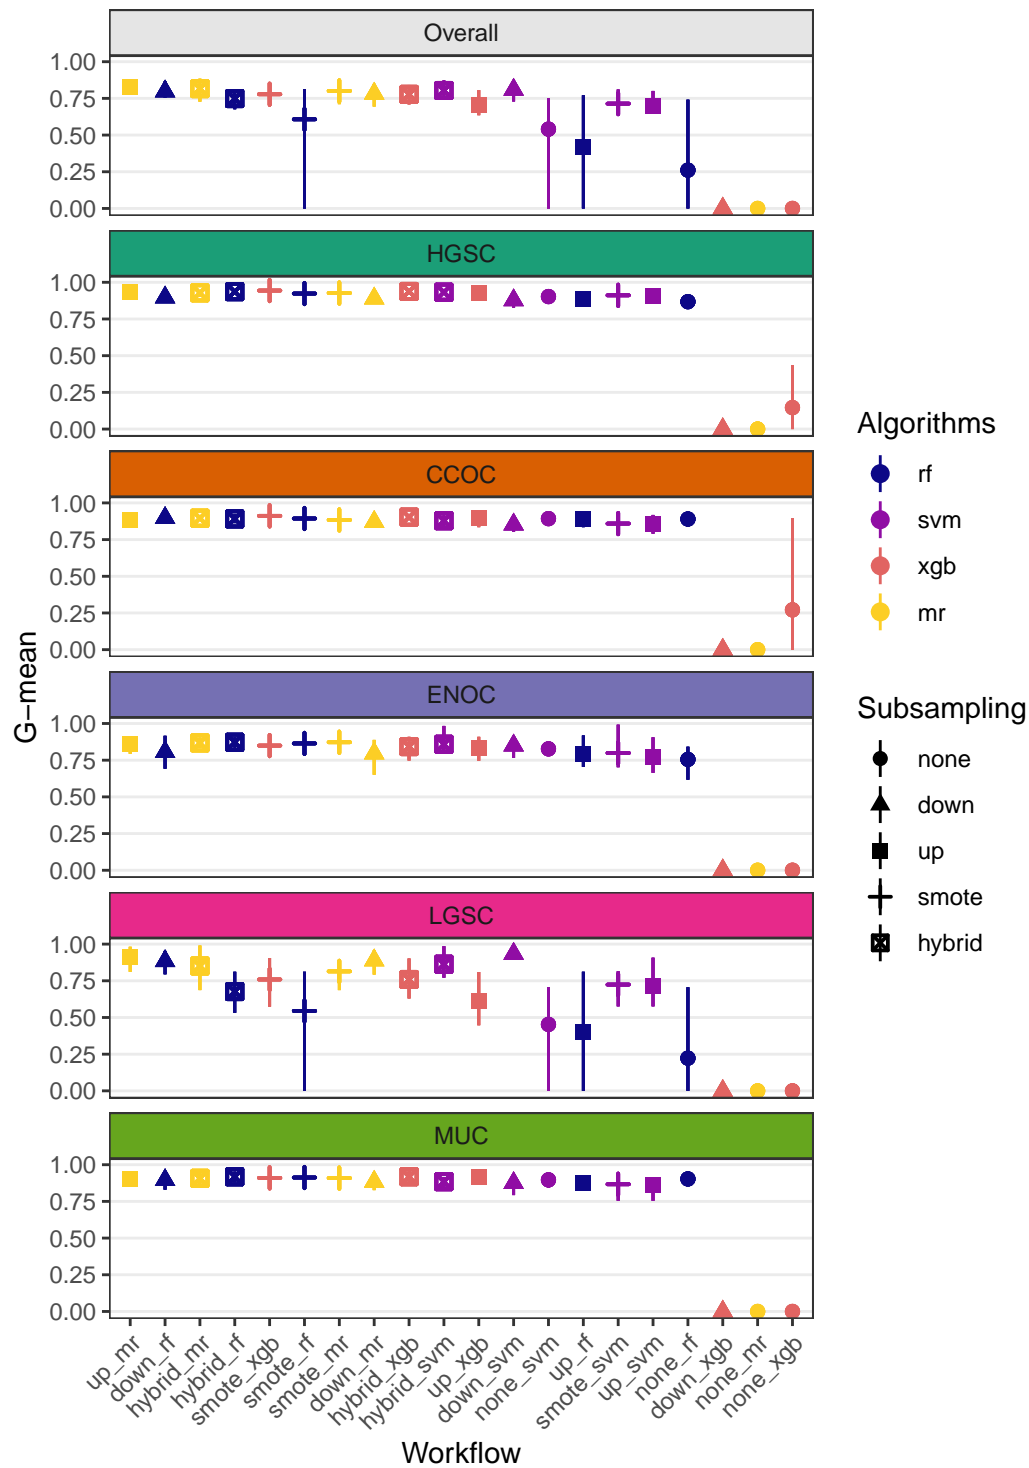 Overall
1.00
0.75
0.50
0.25
0.00
HGSC
1.00
0.75
0.50
0.25
0.00
CCOC
1.00
0.75
0.50
0.25
0.00
ENOC
1.00
0.75
0.50
0.25
0.00
LGSC
1.00
0.75
0.50
0.25
0.00
MUC
1.00
0.75
0.50
0.25
0.00
G−mean
up_mr
down_rf
hybrid_mr
hybrid_rf
smote_xgb
smote_rf
smote_mr
down_mr
hybrid_xgb
hybrid_svm
up_xgb
down_svm
none_svm
up_rf
smote_svm
up_svm
none_rf
down_xgb
none_mr
none_xgb
Workflow
Algorithms
rf
svm
xgb
mr
Subsampling
none
down
up
smote
hybrid